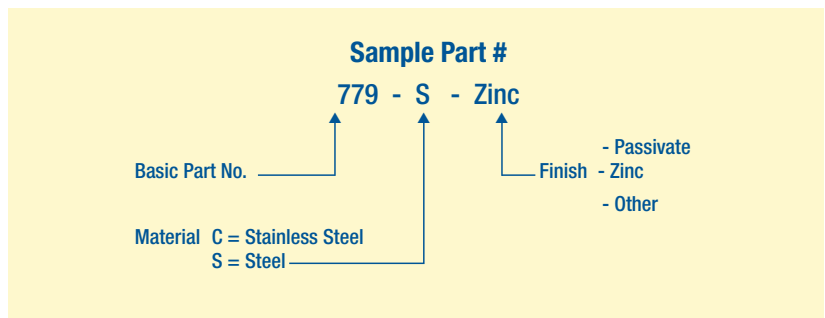 Sample Part #
779 - S - Zinc
- Passivate
Basic Part No.
Finish - Zinc
- Other
Material C = Stainless Steel
S = Steel